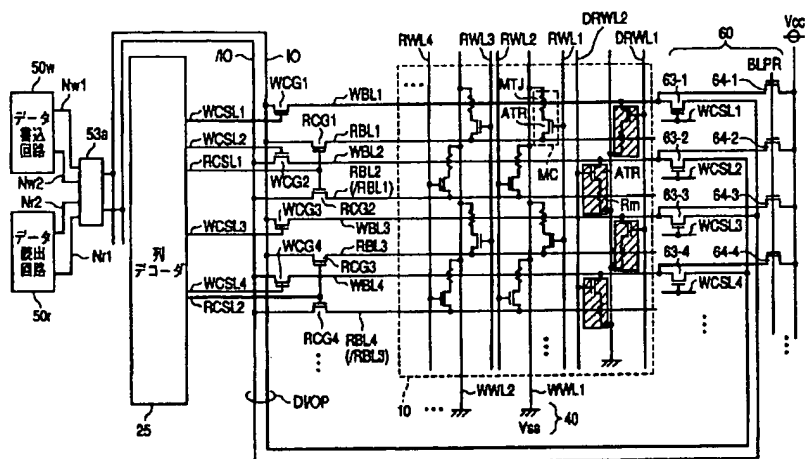 /IO
IO
RWL4
RWL3
RWL2
RWL1
DRWL2
DRWL1
60
Vcc
50w
Nw1
データ
書込
回路
Nw2
Nr2
データ
読出
回路
Nr1
50r
53a
列
デコーダ
25
WCSL1
WCSL2
RCSL1
WCSL3
WCSL4
RCSL2
WCG1
RCG1
WCG2
RCG2
WCG3
WCG4
RCG3
RCG4
WBL1
RBL1
WBL2
RBL2
(/RBL1)
WBL3
RBL3
WBL4
RBL4
(/RBL3)
MTJ
ATR
MC
ATR
Rm
BLPR
63-1
64-1
WCSL1
64-2
63-2
WCSL2
64-3
63-3
WCSL3
64-4
63-4
WCSL4
DI/OP
10
WWL2
WWL1
Vss
40